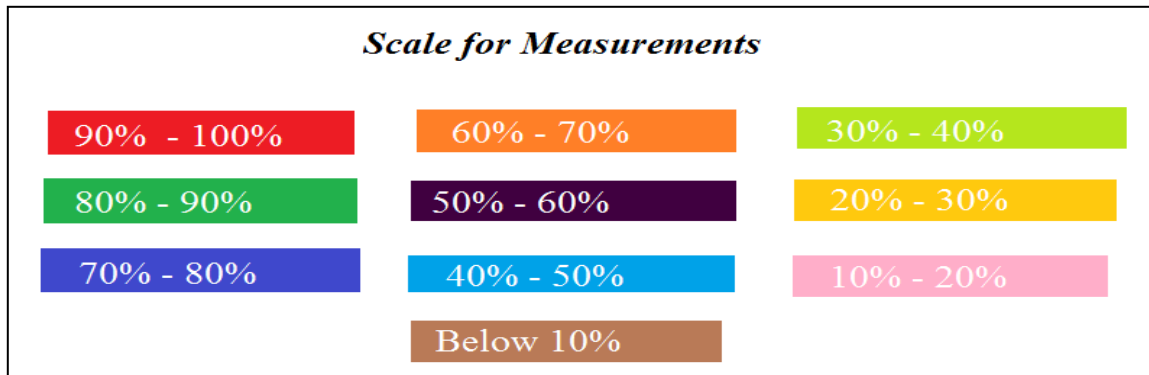 Scale for Measurements
90% - 100%
60% - 70%
30% - 40%
80% - 90%
50% - 60%
20% - 30%
70% - 80%
40% - 50%
10% - 20%
Below 10%